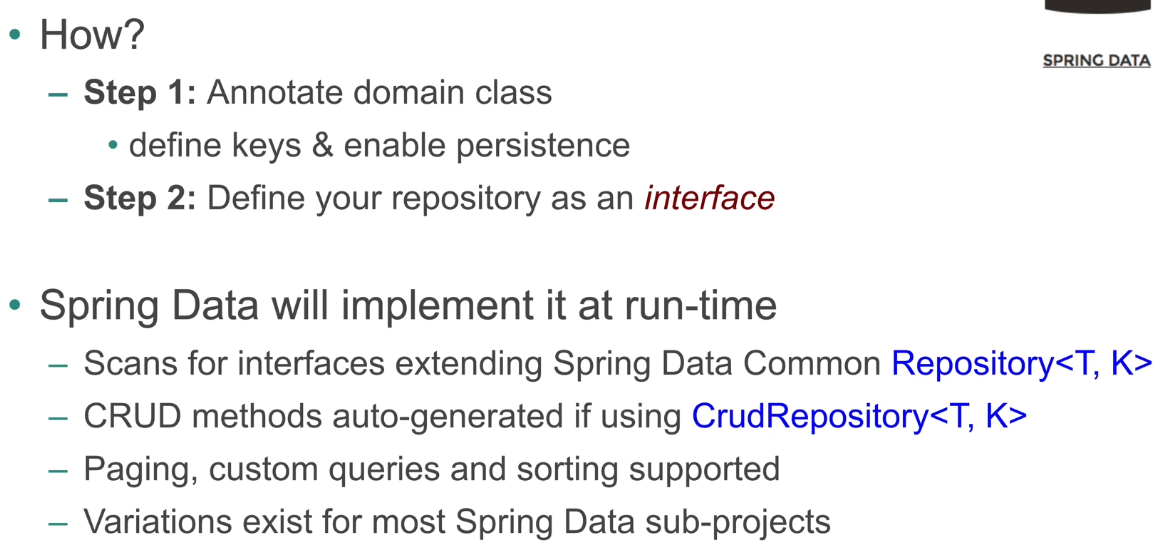 • How?
– Step 1: Annotate domain class
• define keys & enable persistence
– Step 2: Define your repository as an interface
SPRING DATA
• Spring Data will implement it at run-time
– Scans for interfaces extending Spring Data Common Repository<T, K>
– CRUD methods auto-generated if using CrudRepository<T, K>
– Paging, custom queries and sorting supported
– Variations exist for most Spring Data sub-projects